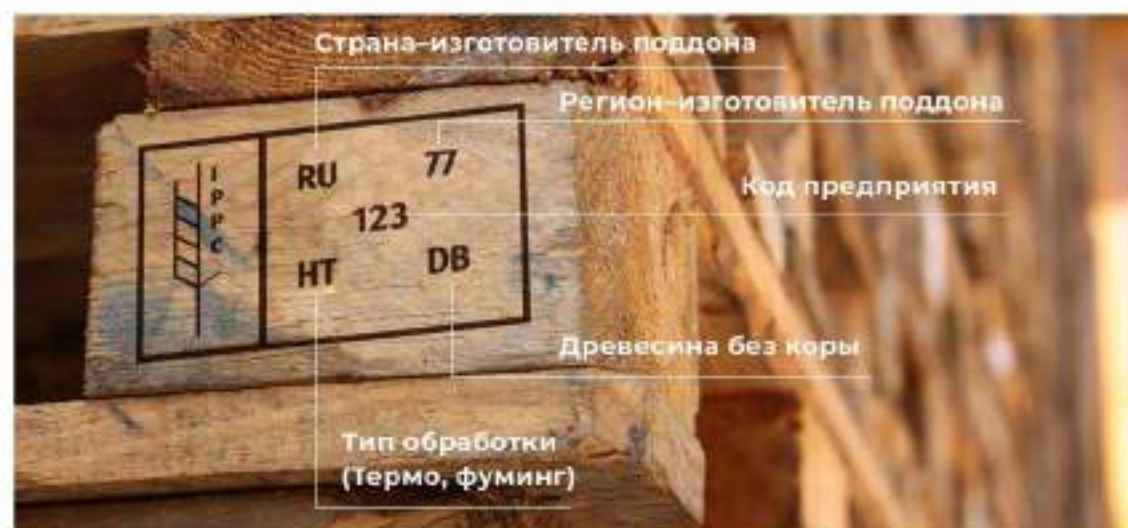 Страна-изготовитель поддона
Регион-изготовитель поддона
IPPC
RU 77
Код предприятия
123
HT DB
Древесина без коры
Тип обработки
(Термо, фуминг)